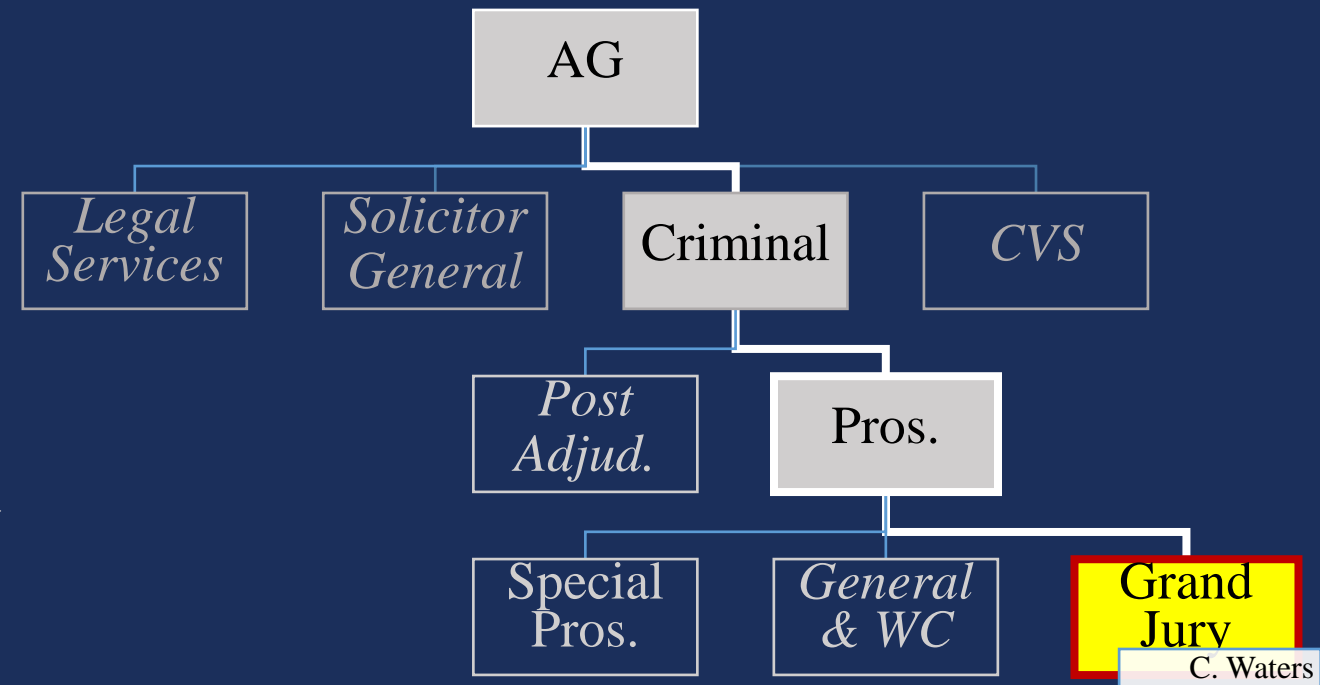 AG
Legal
Services
Solicitor
General
Criminal
CVS
Post
Adjud.
Pros.
Special
Pros.
General
& WC
Grand
Jury
C. Waters